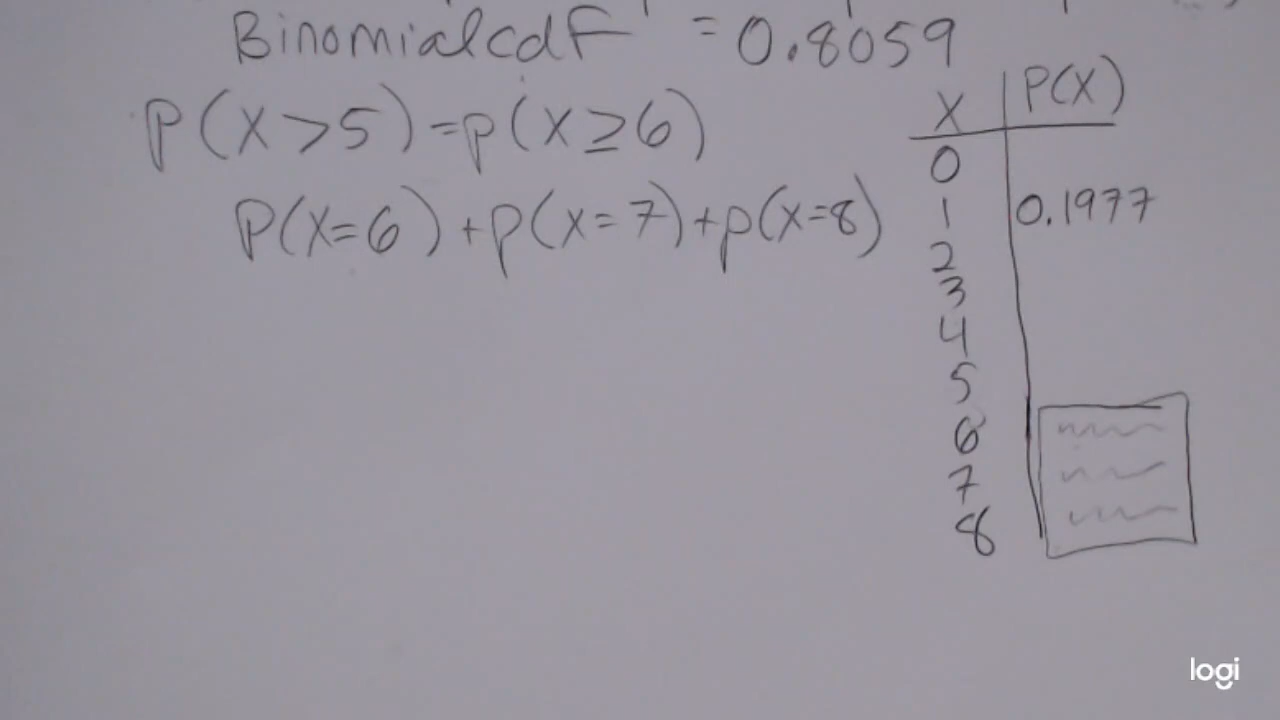 Binomialcdf = 0.8059
P(X>5)=p(X≥6)
P(X=6)+p(X=7)+p(X=8)
X P(X)
0
1 0.1977
2
3
4
5
6
7
8
logi